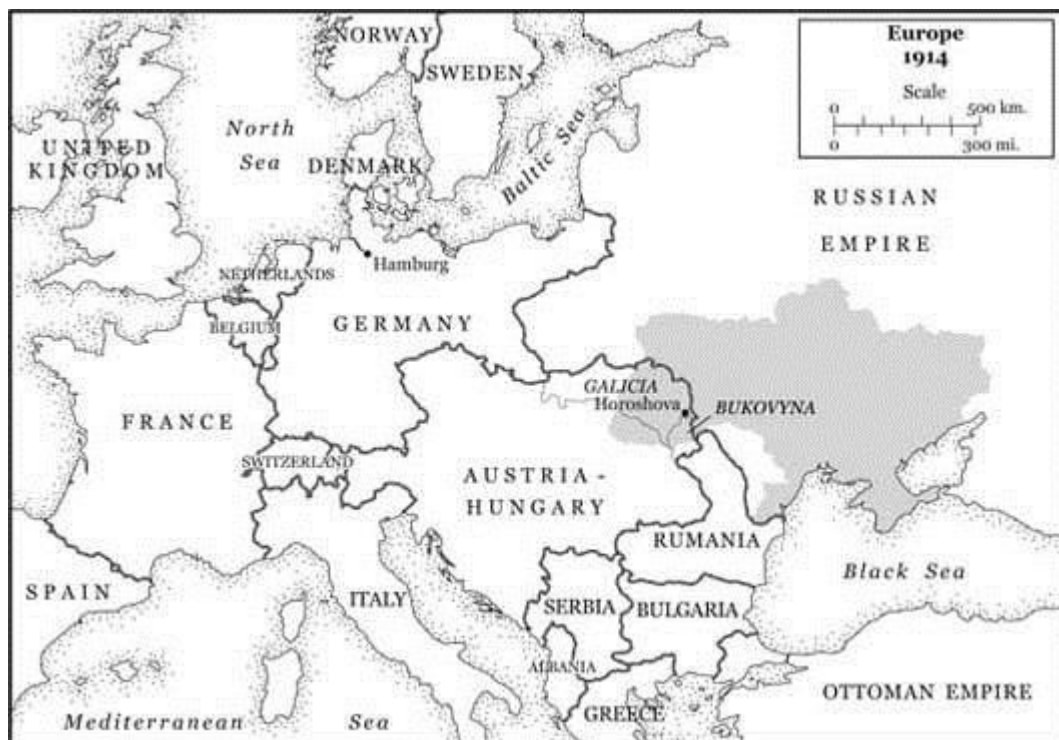 Europe
1914
Scale
0 500 km.
0 300 mi.
NORWAY
SWEDEN
North
Sea
UNITED
KINGDOM
DENMARK
Baltic Sea
RUSSIAN
EMPIRE
Hamburg
NETHERLANDS
BELGIUM
GERMANY
GALICIA
Horoshova
BUKOVYNA
FRANCE
SWITZERLAND
AUSTRIA -
HUNGARY
RUMANIA
Black Sea
SPAIN
ITALY
SERBIA
BULGARIA
ALBANIA
OTTOMAN EMPIRE
GREECE
Mediterranean Sea